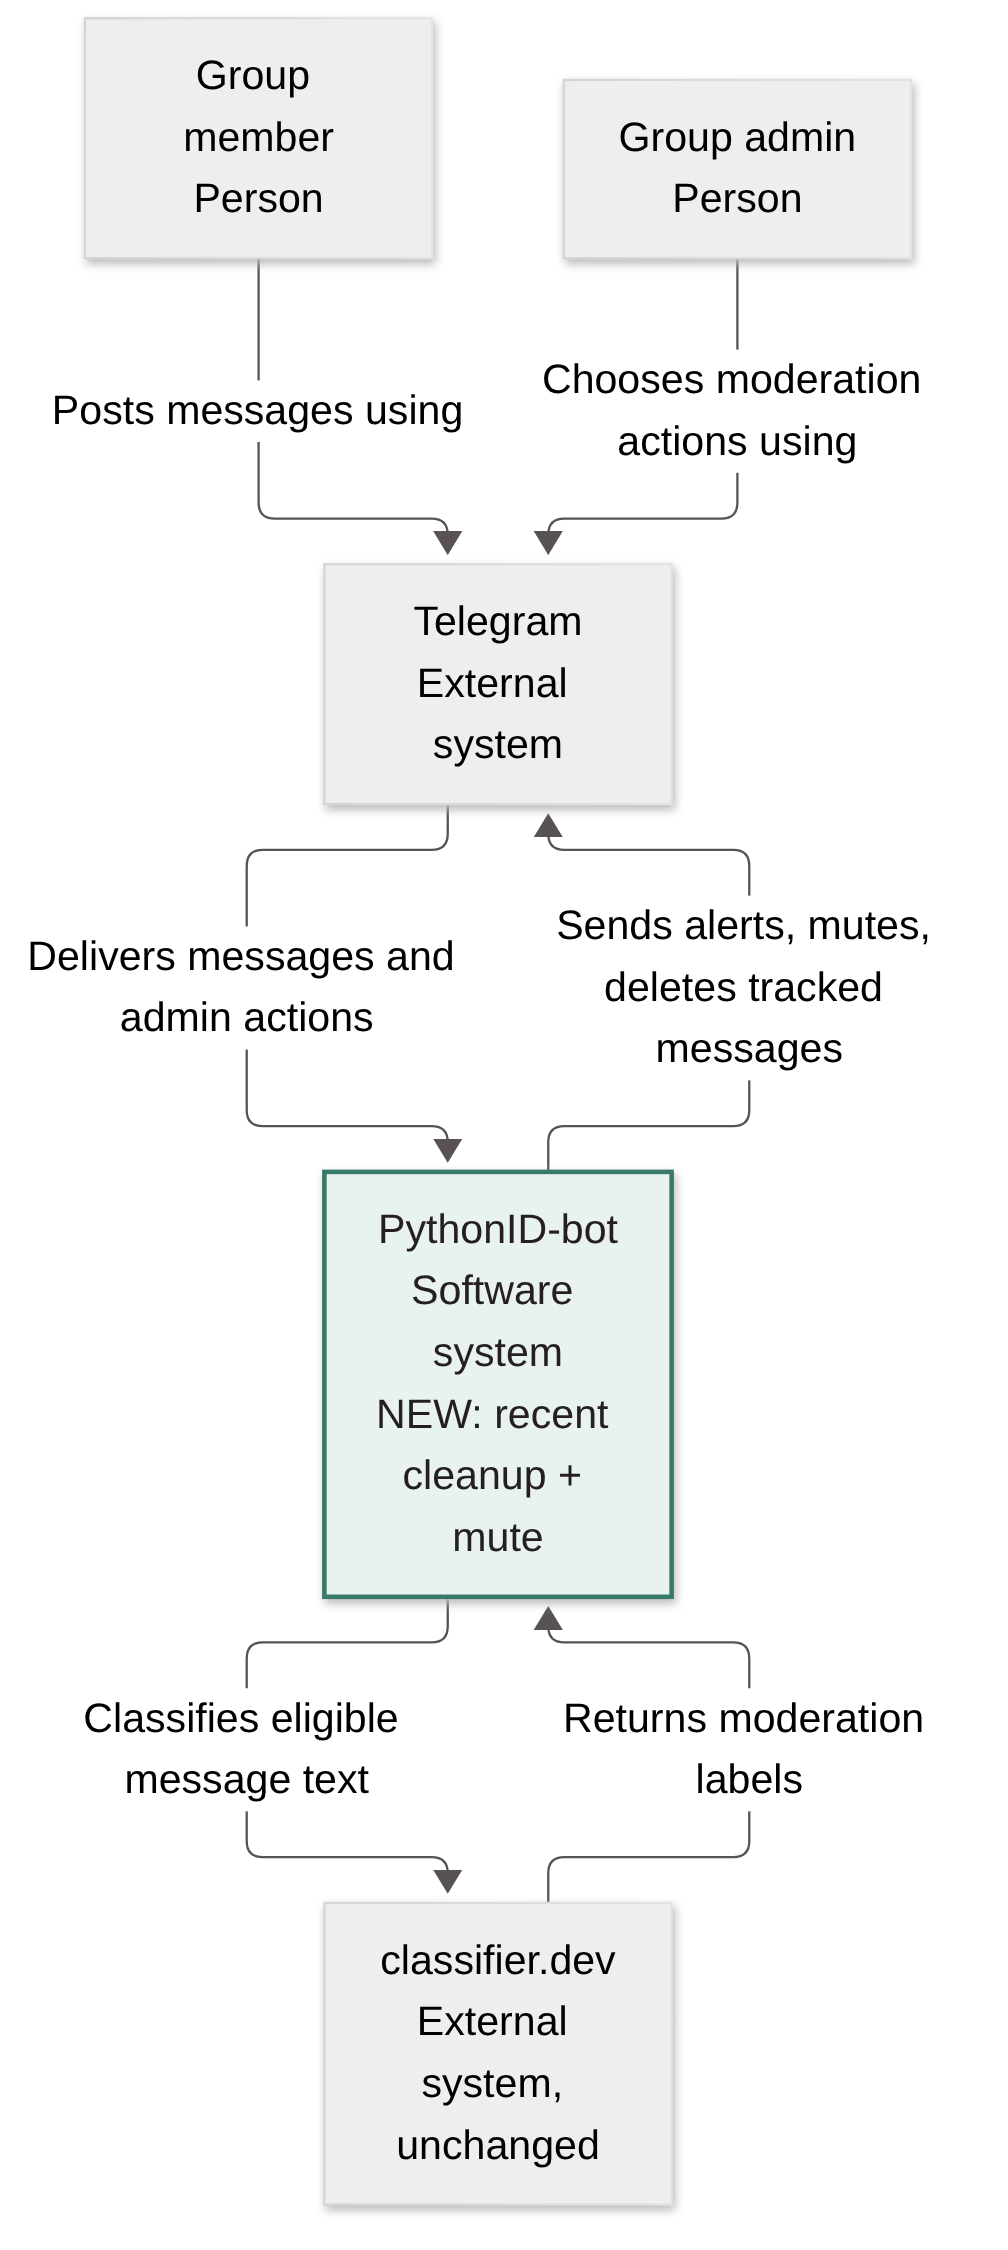 Group
member
Person
Group admin
Person
Posts messages using
Chooses moderation
actions using
Telegram
External
system
Delivers messages and
admin actions
Sends alerts, mutes,
deletes tracked
messages
PythonID-bot
Software
system
NEW: recent
cleanup +
mute
Classifies eligible
message text
Returns moderation
labels
classifier.dev
External
system,
unchanged